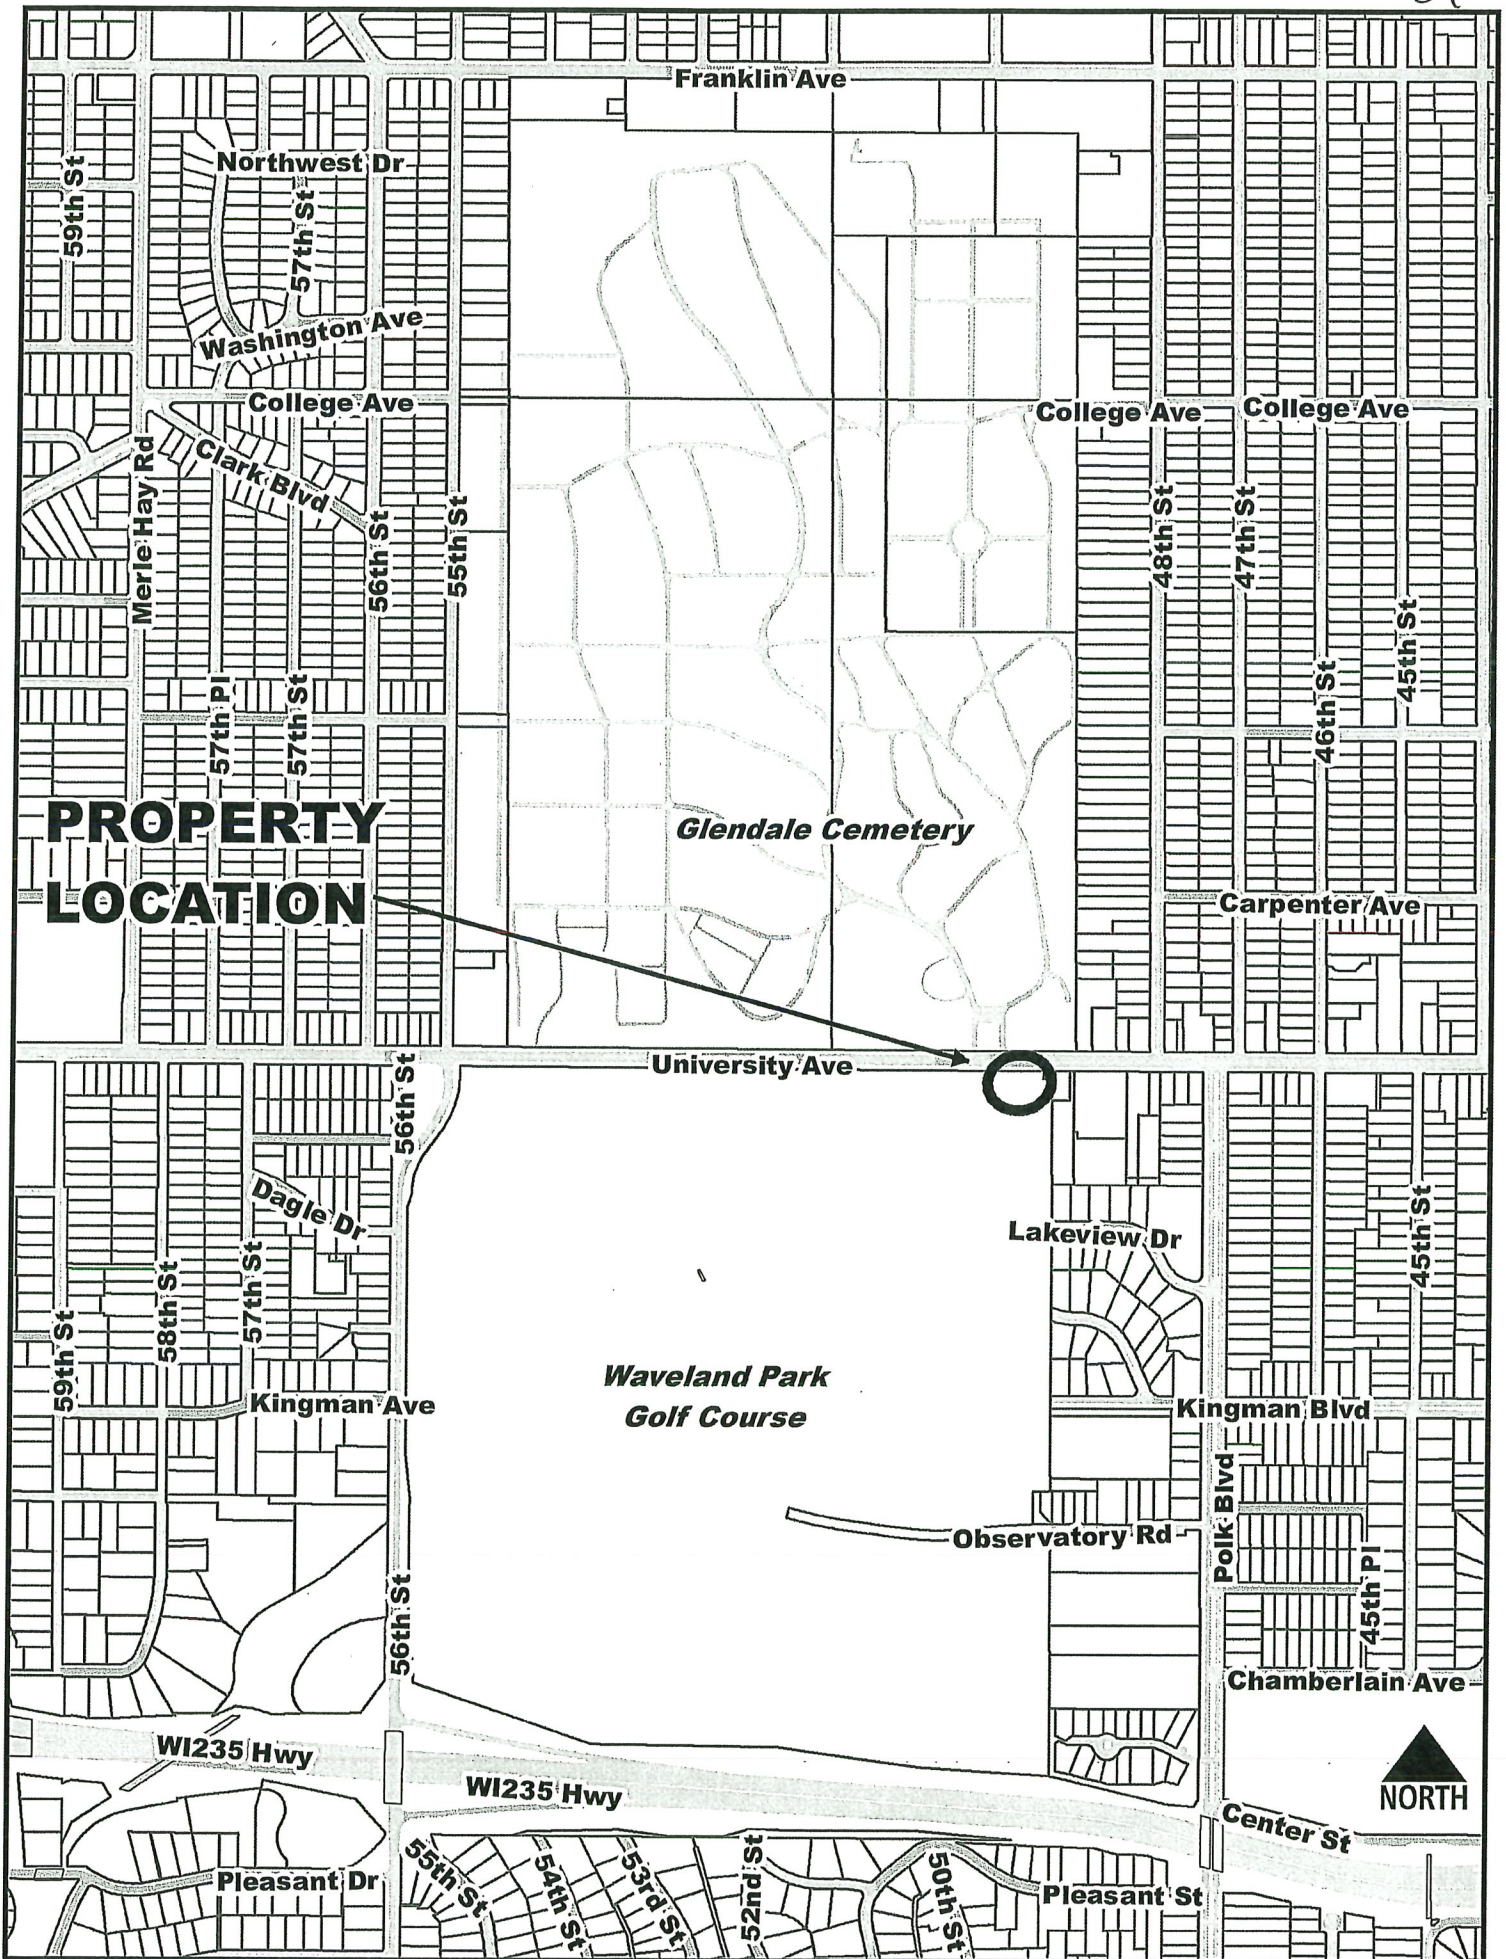 Franklin Ave
Northwest Dr
59th St
57th St
Washington Ave
College Ave
College Ave
College Ave
Clark Blvd
Merle Hay Rd
56th St
55th St
48th St
47th St
45th St
46th St
57th Pl
57th St
PROPERTY
LOCATION
Glendale Cemetery
Carpenter Ave
University Ave
56th St
Dagle Dr
Lakeview Dr
45th St
58th St
57th St
59th St
Waveland Park
Golf Course
Kingman Ave
Kingman Blvd
Polk Blvd
Observatory Rd
45th Pl
56th St
Chamberlain Ave
WI235 Hwy
WI235 Hwy
NORTH
Center St
Pleasant Dr
55th St
54th St
53rd St
52nd St
50th St
Pleasant St